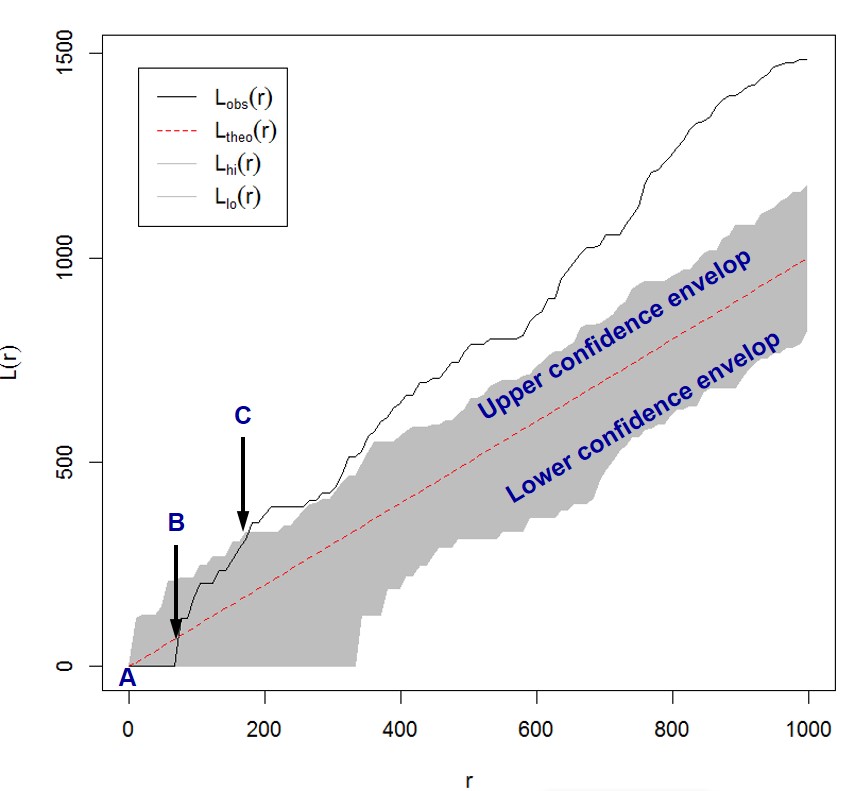 1500
1000
500
0
L(r)
Lobs(r)
Ltheo(r)
Lhi(r)
Llo(r)
Upper confidence envelop
Lower confidence envelop
C
B
A
0 200 400 600 800 1000
r